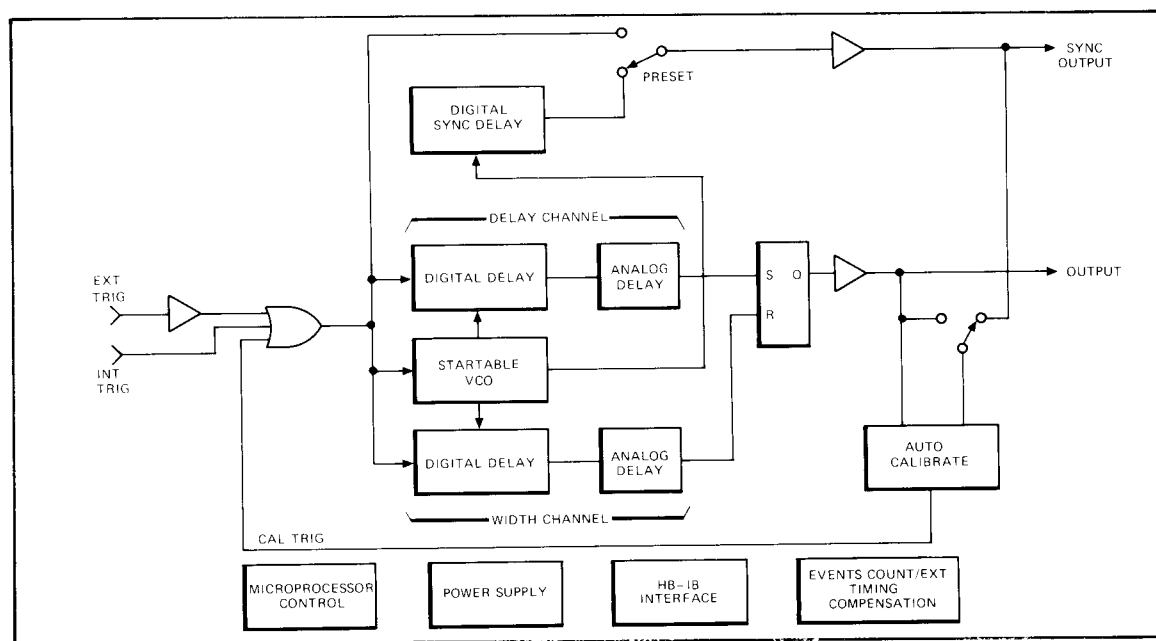 SYNC
OUTPUT
PRESET
DIGITAL
SYNC DELAY
DELAY CHANNEL
EXT
TRIG
DIGITAL DELAY
ANALOG
DELAY
S O
R
OUTPUT
INT
TRIG
STARTABLE
VCO
DIGITAL DELAY
ANALOG
DELAY
AUTO
CALIBRATE
WIDTH CHANNEL
CAL TRIG
MICROPROCESSOR
CONTROL
POWER SUPPLY
HB-IB
INTERFACE
EVENTS COUNT/EXT
TIMING
COMPENSATION